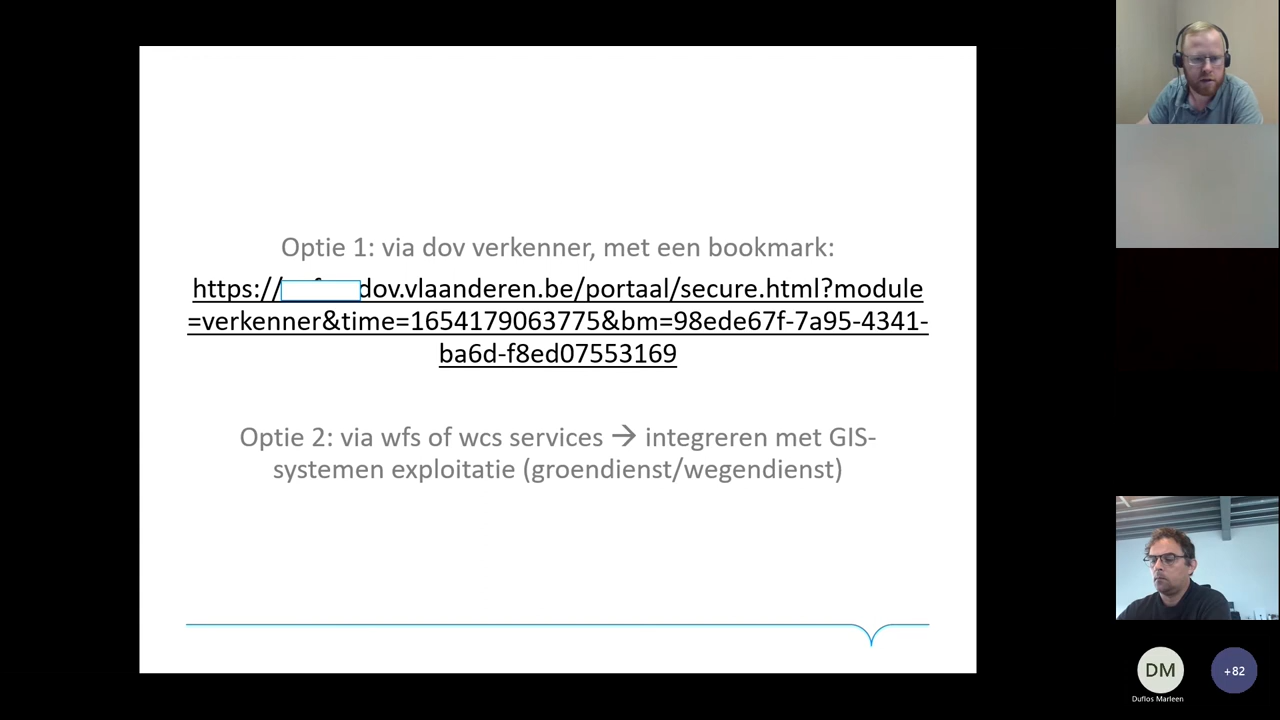 Optie 1: via dov verkenner, met een bookmark:
https:// dov.vlaanderen.be/portaal/secure.html?module
=verkenner&time=1654179063775&bm=98ede67f-7a95-4341-
ba6d-f8ed07553169
Optie 2: via wfs of wcs services → integreren met GIS-
systemen exploitatie (groendienst/wegendienst)
DM
+82
Duflos Marleen